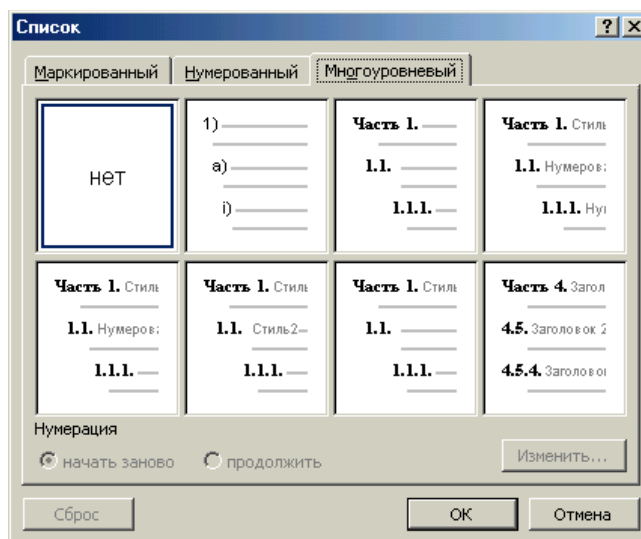 Список
Маркированный Нумерованный Многоуровневый
нет
1)
a)
i)
Часть 1.
1.1.
1.1.1.
Часть 1. Стиль
1.1. Нумеров:
1.1.1. Ну
Часть 1. Стиль
1.1. Нумеров:
1.1.1.
Часть 1. Стиль
1.1. Стиль2
1.1.1.
Часть 1. Стиль
1.1.
1.1.1.
Часть 4. Загол
4.5. Заголовок 2
4.5.4. Заголово
Нумерация
начать заново продолжить
Изменить...
Сброс ОК Отмена